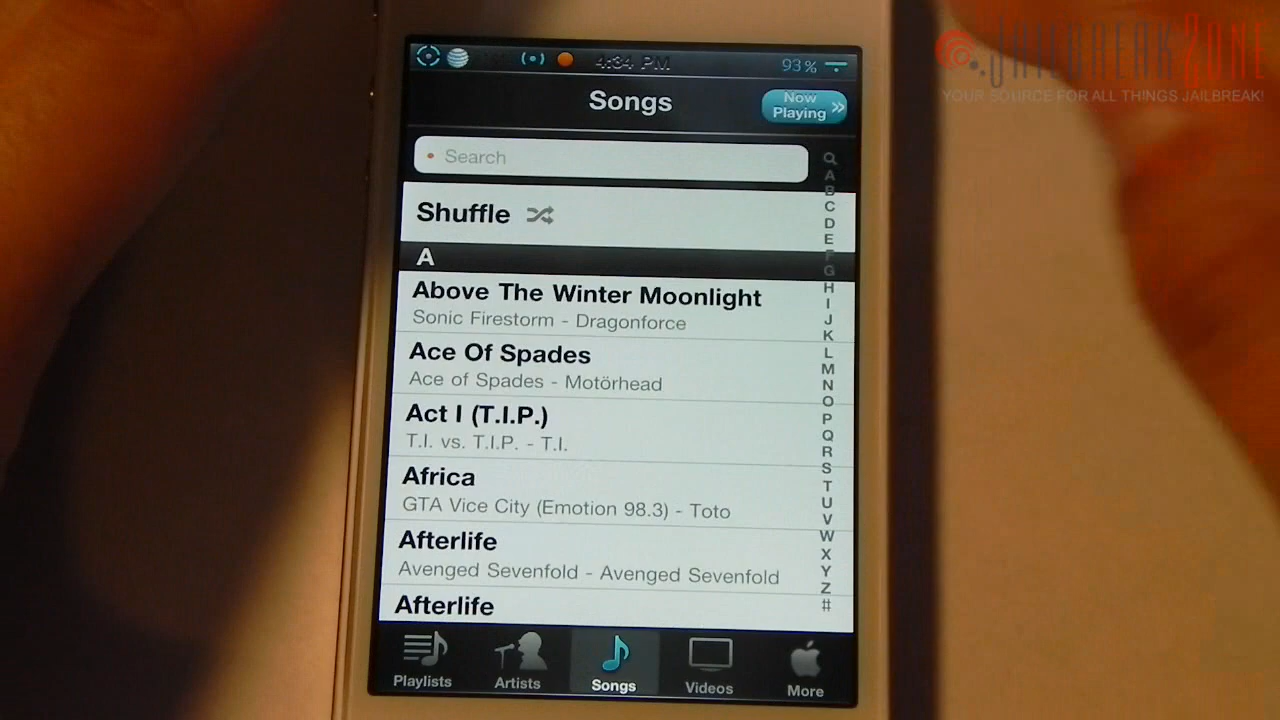 JAILBREAKZONE
YOUR SOURCE FOR ALL THINGS JAILBREAK!
4:34 PM
93%
Songs
Now
Playing
Search
Shuffle
A
Above The Winter Moonlight
Sonic Firestorm - Dragonforce
Ace Of Spades
Ace of Spades - Motörhead
Act I (T.I.P.)
T.I. vs. T.I.P. - T.I.
Africa
GTA Vice City (Emotion 98.3) - Toto
Afterlife
Avenged Sevenfold - Avenged Sevenfold
Afterlife
A
B
C
D
E
F
G
H
I
J
K
L
M
N
O
P
Q
R
S
T
U
V
W
X
Y
Z
#
Playlists
Artists
Songs
Videos
More